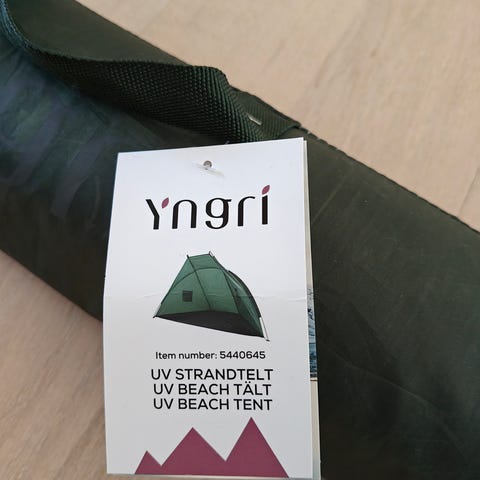 Yngri
Item number: 5440645
UV STRANDTELT
UV BEACH TÄLT
UV BEACH TENT